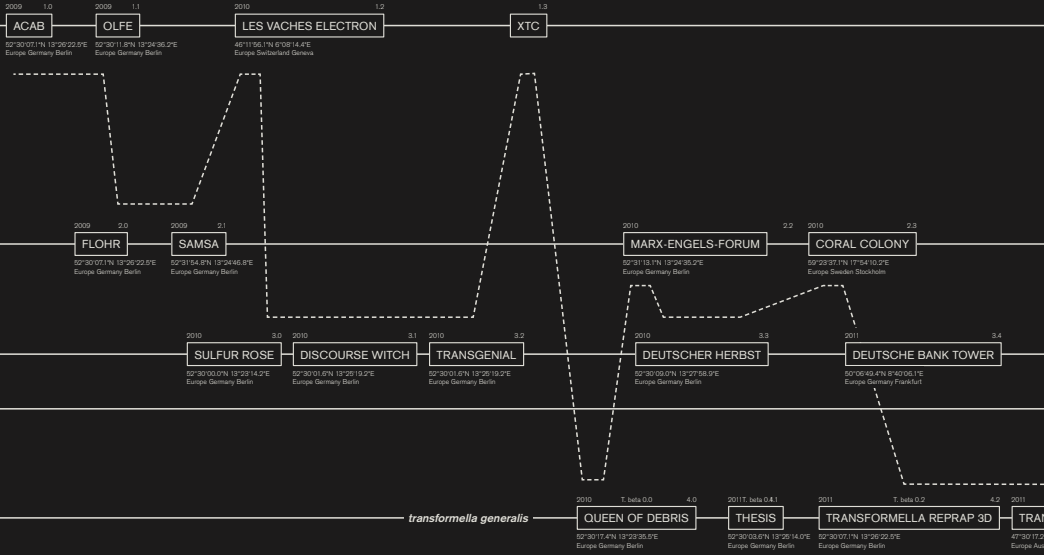 2009 1.0
ACAB
52°30'07.1"N 13°26'22.5"E
Europe Germany Berlin
2009 1.1
OLFE
52°30'11.8"N 13°24'36.2"E
Europe Germany Berlin
2010 1.2
LES VACHES ELECTRON
46°11'56.1"N 6°08'14.4"E
Europe Switzerland Geneva
1.3
XTC
2009 2.0
FLOHR
52°30'07.1"N 13°26'22.5"E
Europe Germany Berlin
2009 2.1
SAMSA
52°31'54.8"N 13°24'46.8"E
Europe Germany Berlin
2010 2.2
MARX-ENGELS-FORUM
52°31'13.1"N 13°24'35.2"E
Europe Germany Berlin
2010 2.3
CORAL COLONY
59°23'37.1"N 17°54'10.2"E
Europe Sweden Stockholm
2010 3.0
SULFUR ROSE
52°30'00.0"N 13°23'14.2"E
Europe Germany Berlin
2010 3.1
DISCOURSE WITCH
52°30'01.6"N 13°25'19.2"E
Europe Germany Berlin
2010 3.2
TRANSGENIAL
52°30'01.6"N 13°25'19.2"E
Europe Germany Berlin
2010 3.3
DEUTSCHER HERBST
52°30'09.0"N 13°27'58.9"E
Europe Germany Berlin
2011 3.4
DEUTSCHE BANK TOWER
50°06'49.4"N 8°40'06.1"E
Europe Germany Frankfurt
transformella generalis
2010 T. beta 0.0 4.0
QUEEN OF DEBRIS
52°30'17.4"N 13°23'35.5"E
Europe Germany Berlin
2011 T. beta
THESIS
52°30'03.6"N 13°25'14.0"E
Europe Germany Berlin
2011 T. beta 0.2 4.2
TRANSFORMELLA REPRAP 3D
52°30'07.1"N 13°26'22.5"E
Europe Germany Berlin
2011
TRAN
47°30'17.2
Europe Aus